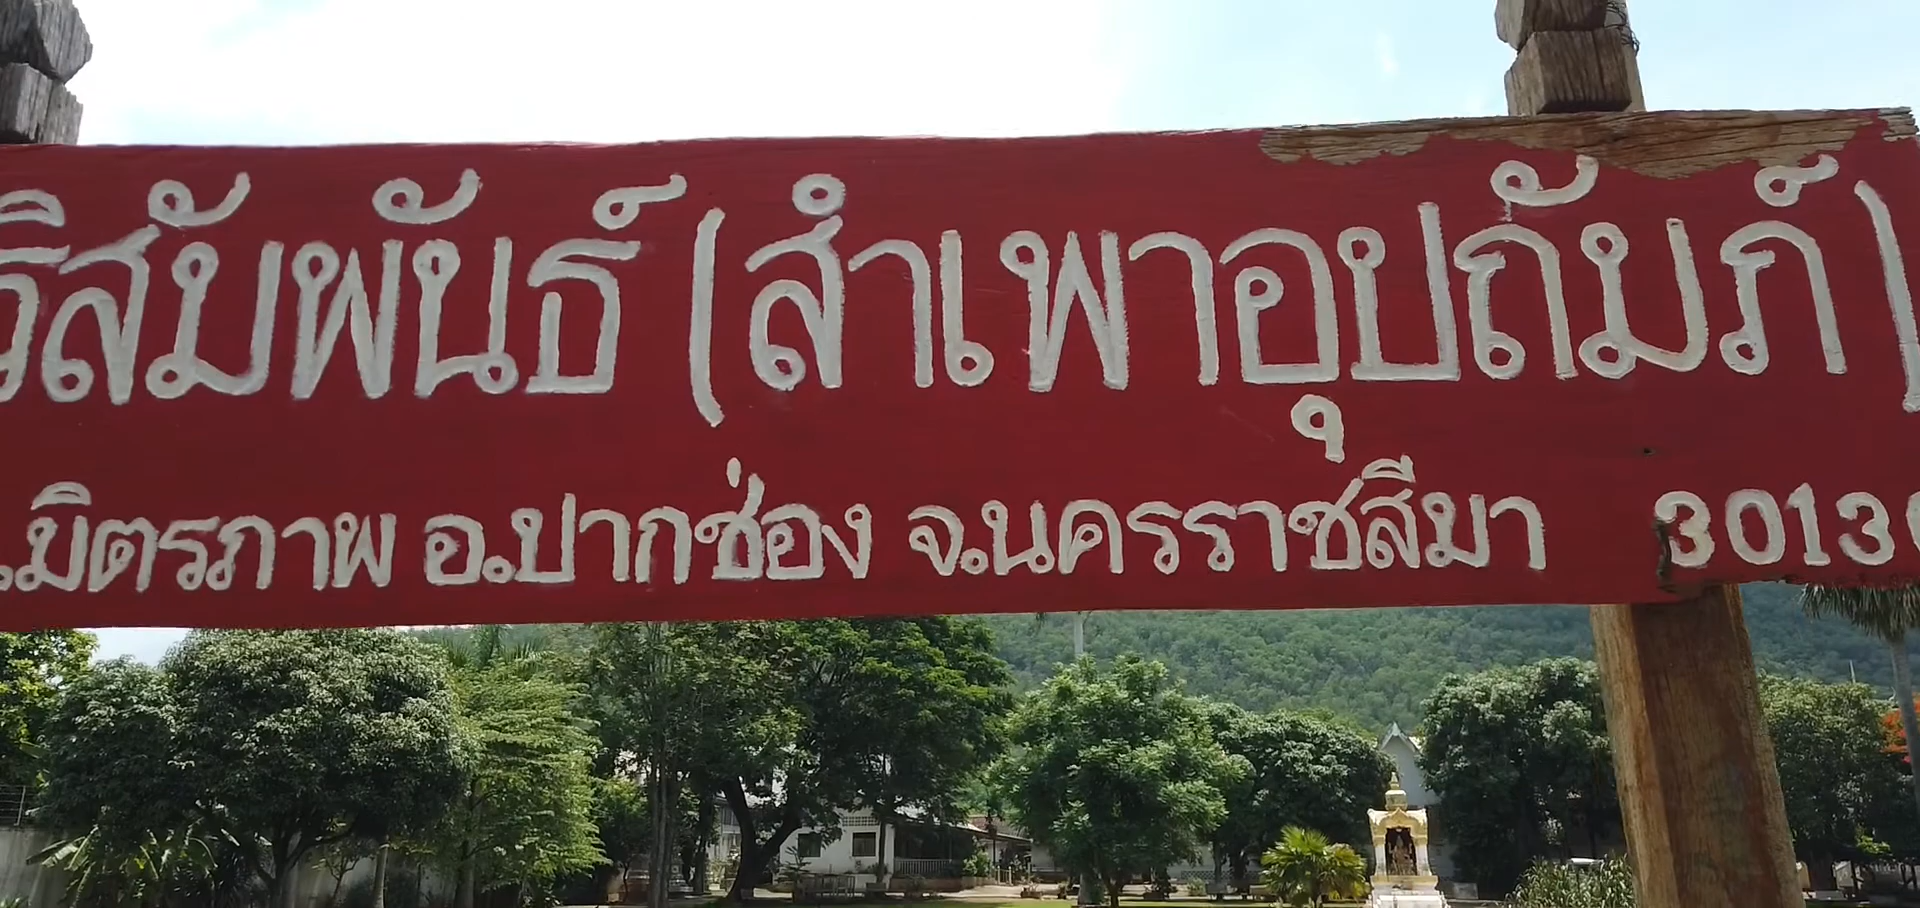 รีสัมพันธ์ (สำเพาอุปถัมภ์)
.มิตรภาพ อ.ปากช่อง จ.นครราชสีมา 30130